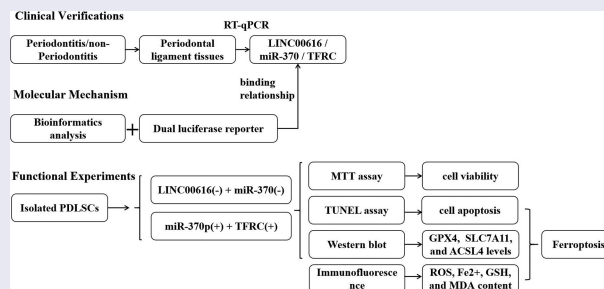 Clinical Verifications
RT-qPCR
Periodontitis/non-
Periodontitis
Periodontal
ligament tissues
LINC00616 /
miR-370 / TFRC
binding
relationship
Molecular Mechanism
Bioinformatics
analysis
+
Dual luciferase reporter
Functional Experiments
Isolated PDLSCs
LINC00616(-) + miR-370(-)
miR-370p(+) + TFRC(+)
MTT assay
cell viability
TUNEL assay
cell apoptosis
Western blot
GPX4, SLC7A11,
and ACSL4 levels
Immunofluoresce
nce
ROS, Fe2+, GSH,
and MDA content
Ferroptosis